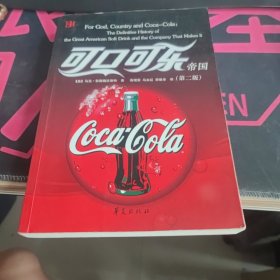 For God, Country and Coca-Cola:
The Definitive History of
the Great American Soft Drink and the Company That Makes It
可口可乐帝国
(第二版)
Coca-Cola
华夏出版社